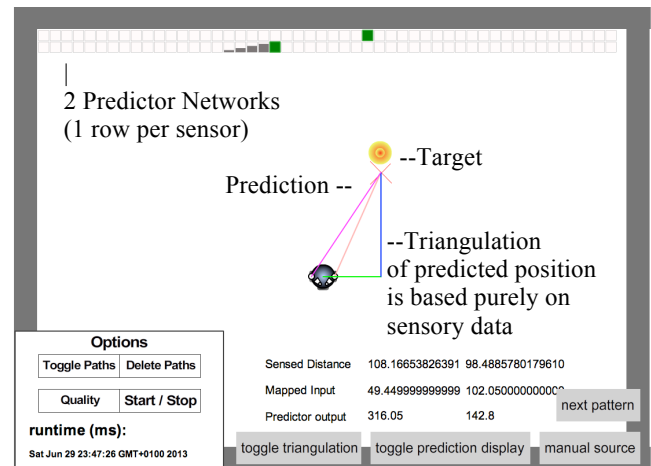 2 Predictor Networks
(1 row per sensor)
--Target
Prediction --
--Triangulation
of predicted position
is based purely on
sensory data
Options
Toggle Paths Delete Paths
Quality Start / Stop
runtime (ms):
Sat Jun 29 23:47:26 GMT+0100 2013
Sensed Distance 108.16653826391 98.4885780179610
Mapped Input 49.449999999999 102.05000000000
Predictor output 316.05 142.8
next pattern
toggle triangulation toggle prediction display manual source